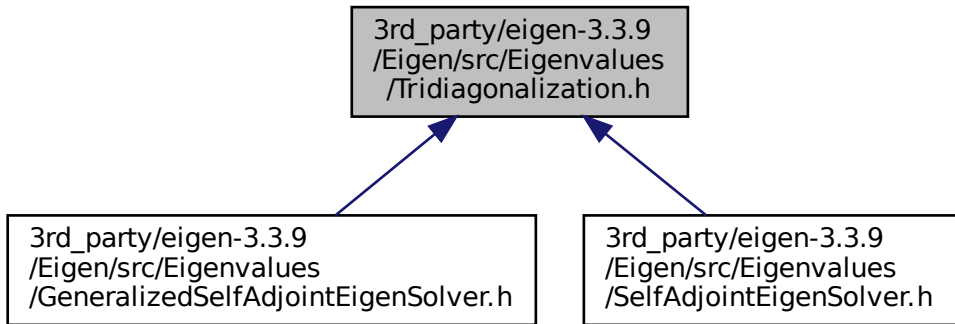 3rd_party/eigen-3.3.9
/Eigen/src/Eigenvalues
/Tridiagonalization.h
3rd_party/eigen-3.3.9
/Eigen/src/Eigenvalues
/GeneralizedSelfAdjointEigenSolver.h
3rd_party/eigen-3.3.9
/Eigen/src/Eigenvalues
/SelfAdjointEigenSolver.h